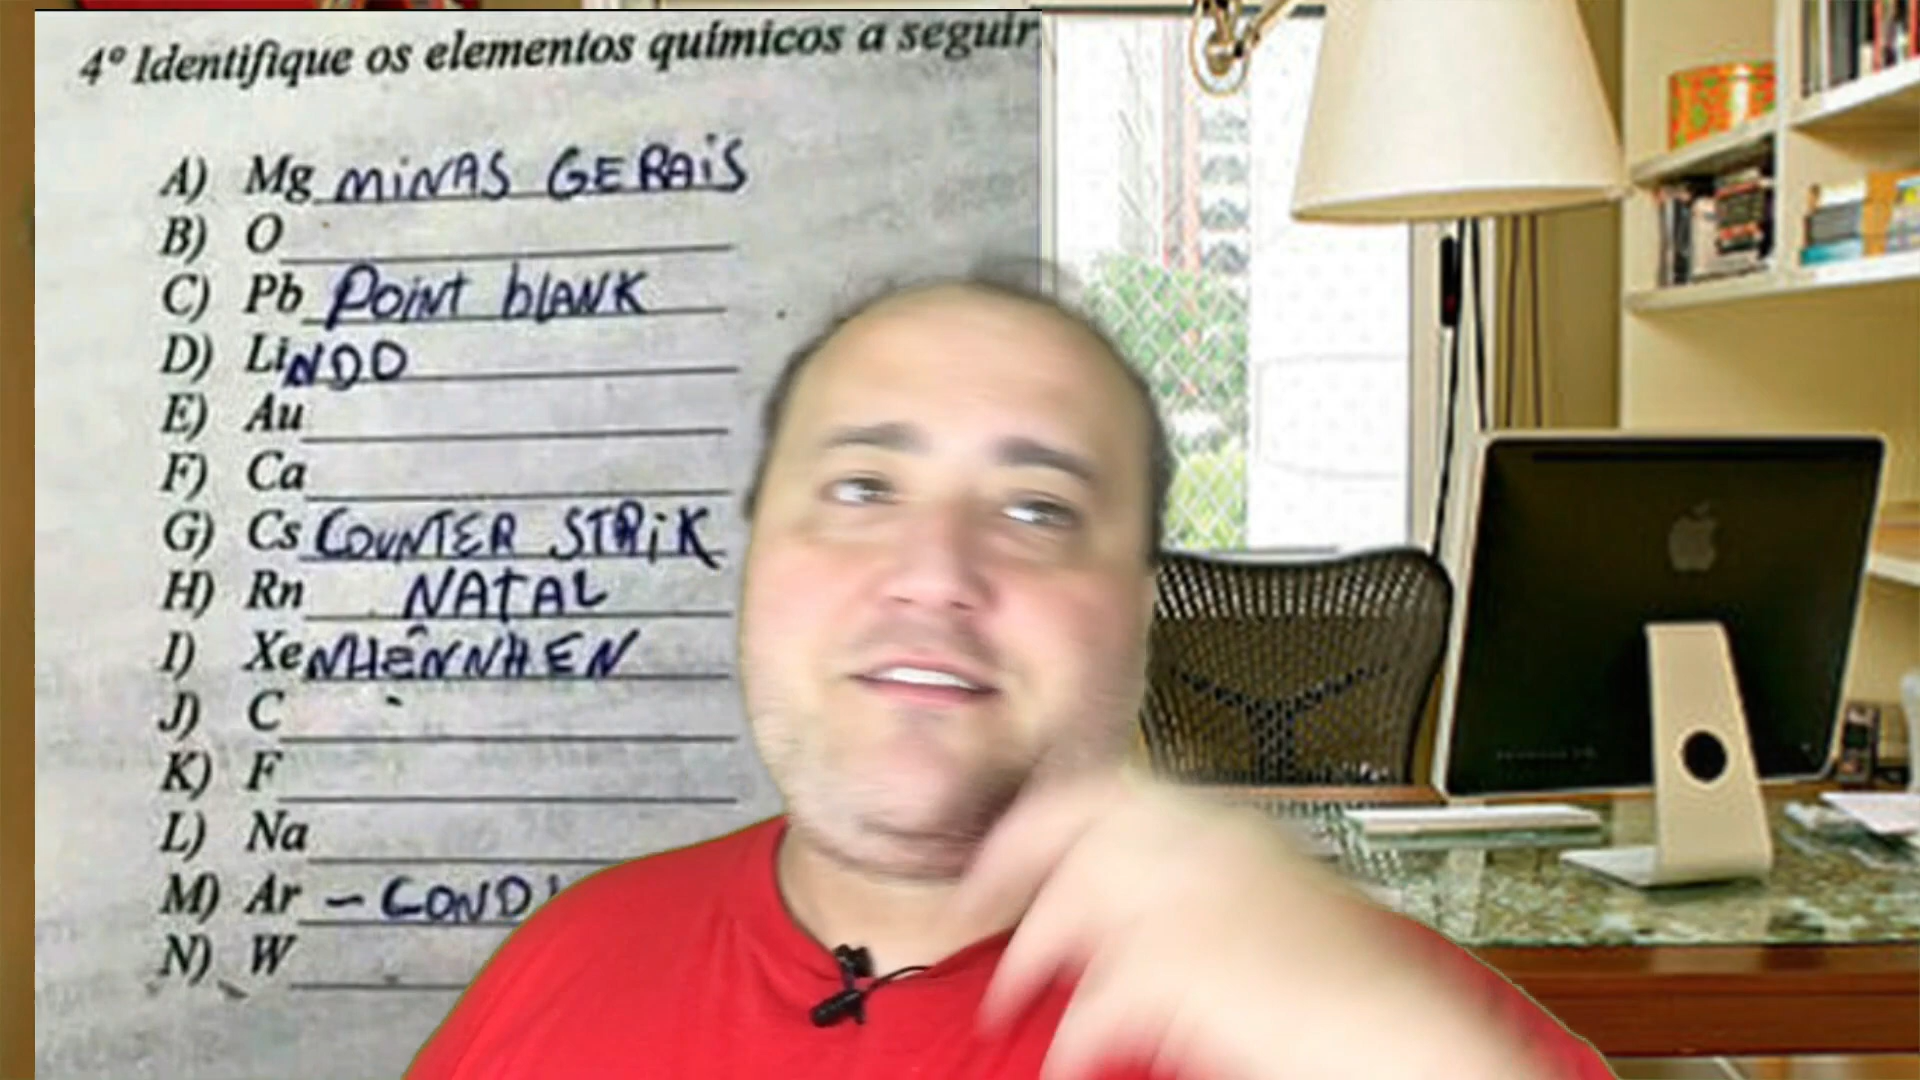 4º Identifique os elementos químicos a seguir
A) Mg MiNAS GERAiS
B) O
C) Pb POiNT blANK
D) LiNDO
E) Au
F) Ca
G) Cs COUNTER STRiK
H) Rn NATAL
I) XeNHÊNNHEN
J) C
K) F
L) Na
M) Ar - COND
N) W